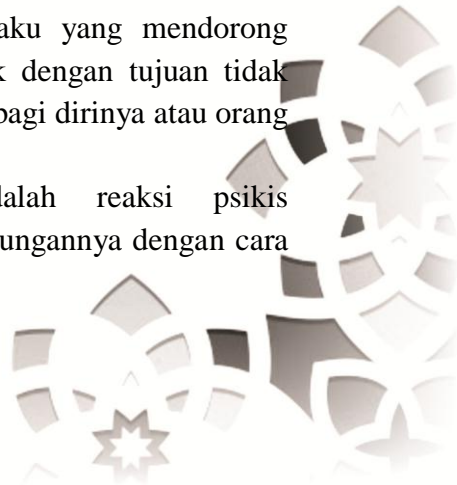 aku yang mendorong
k dengan tujuan tidak
bagi dirinya atau orang
dalah reaksi psikis
ungannya dengan cara